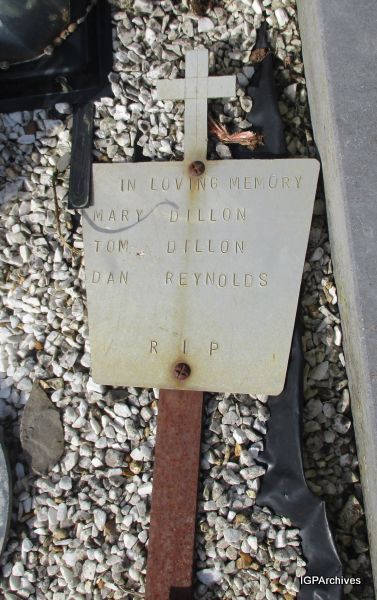 IN LOVING MEMORY
MARY DILLON
TOM DILLON
DAN REYNOLDS
R I P
IGPArchives